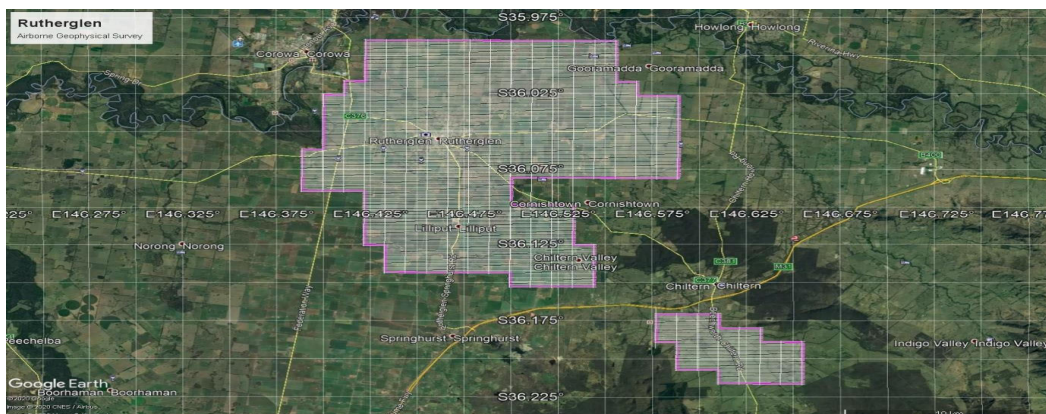 Rutherglen
Airborne Geophysical Survey
S35.975°
Howlong Howlong
Corowa Corowa
Gooramadda Gooramadda
S36.025°
C376
Rutherglen Rutherglen
S36.075°
Cornishtown Cornishtown
E146.275° E146.325° E146.375° E146.425° E146.475° E146.525° E146.575° E146.625° E146.675° E146.725°
Lilliput Lilliput
S36.125°
Norong Norong
Chiltern Valley
Chiltern Valley
M31
Chiltern Chiltern
S36.175°
Springhurst Springhurst
Indigo Valley Indigo Valley
Google Earth
Boorhaman Boorhaman
S36.225°